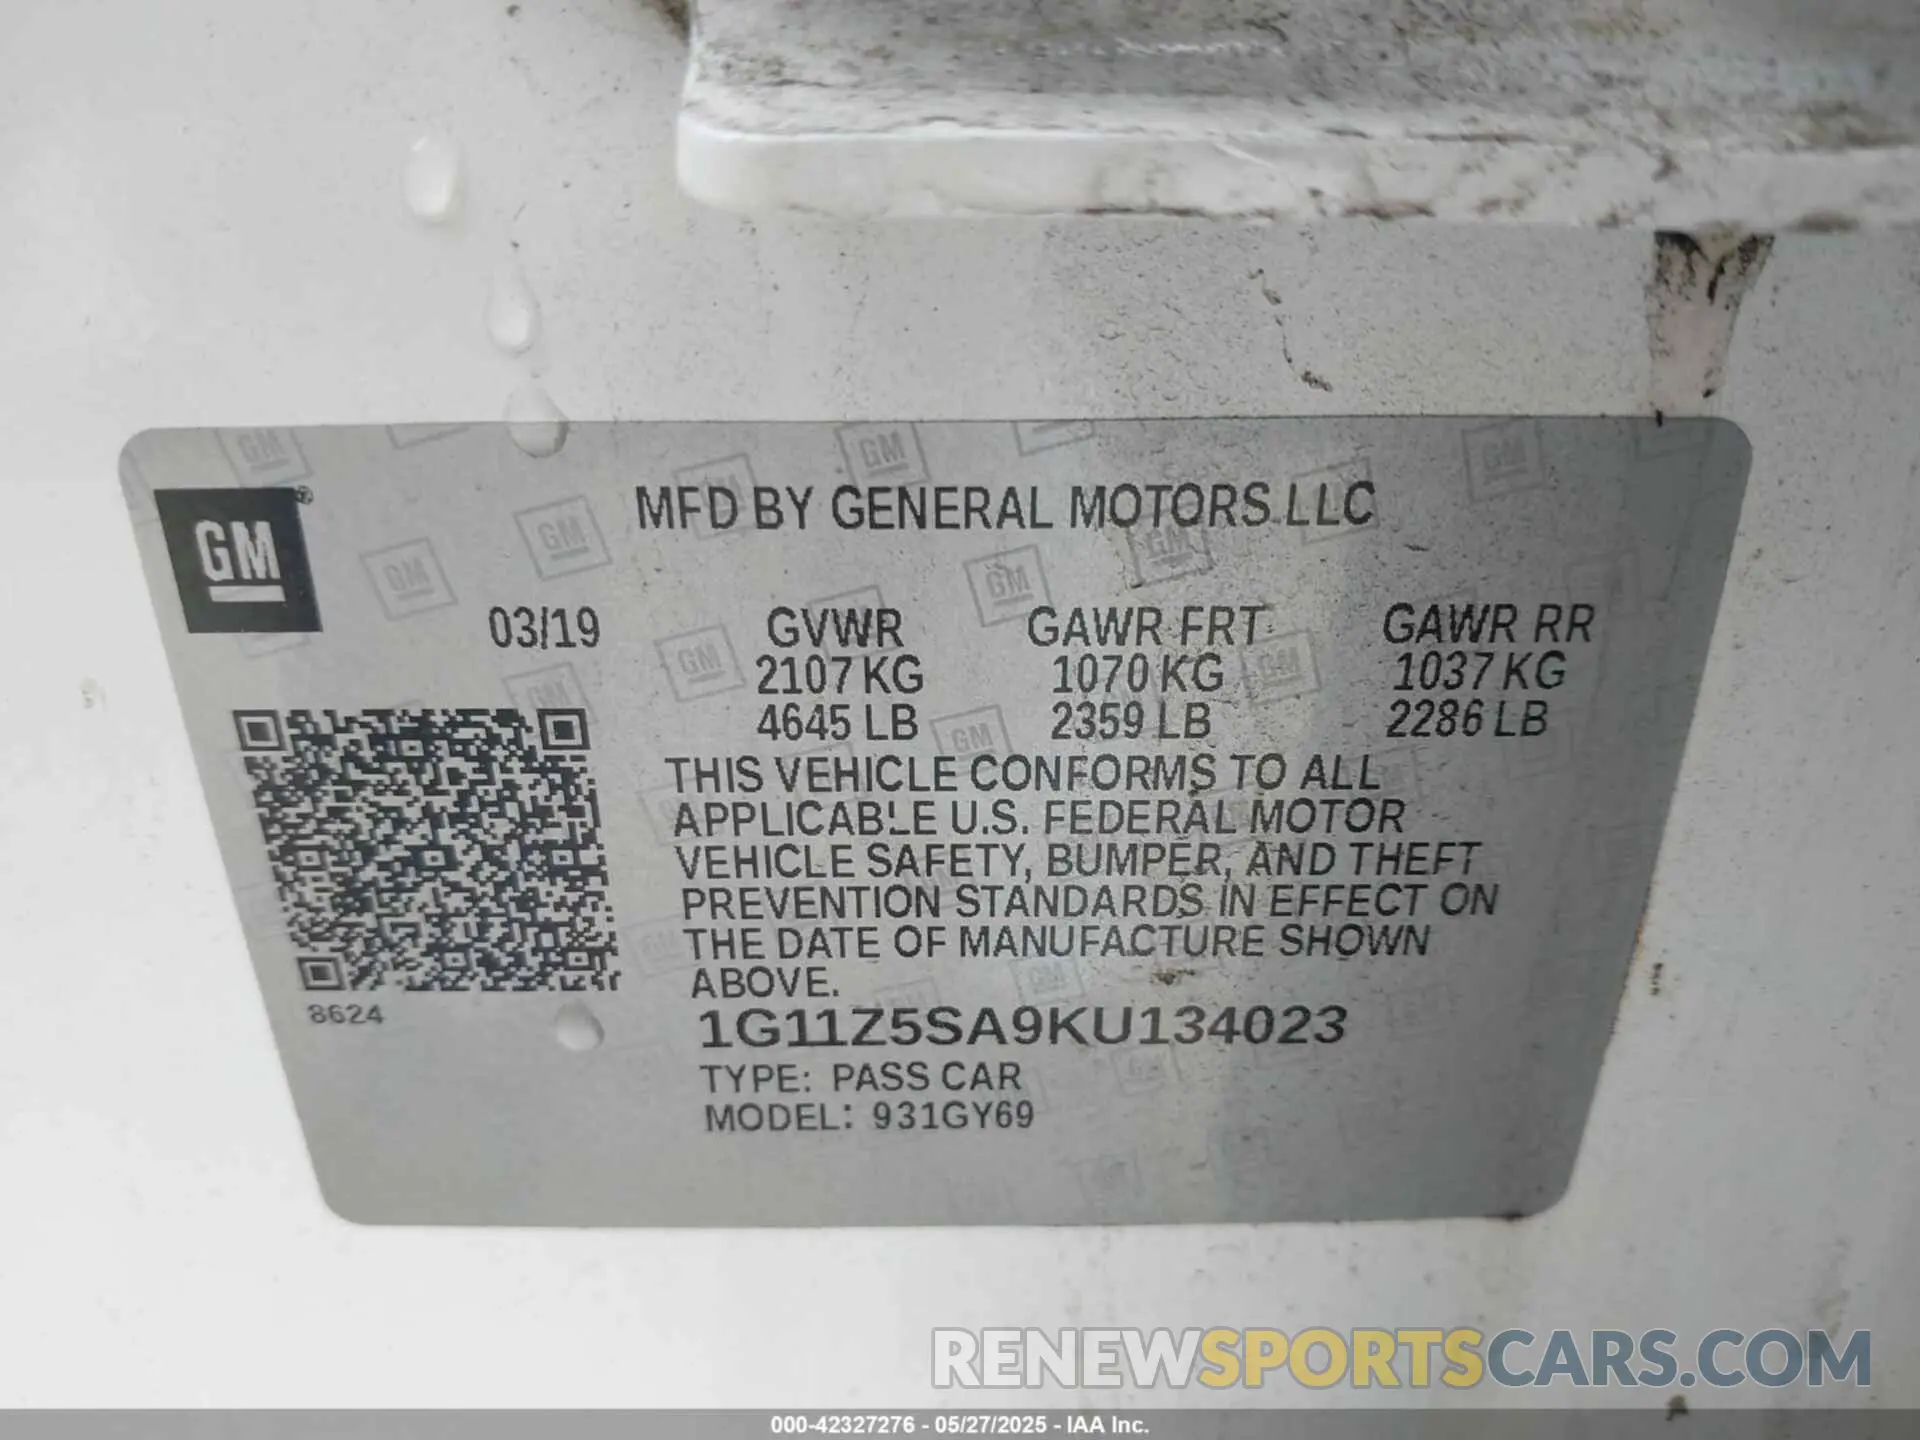 GM
MFD BY GENERAL MOTORS LLC
03/19
GVWR GAWR FRT GAWR RR
2107 KG 1070 KG 1037 KG
4645 LB 2359 LB 2286 LB
THIS VEHICLE CONFORMS TO ALL
APPLICABLE U.S. FEDERAL MOTOR
VEHICLE SAFETY, BUMPER, AND THEFT
PREVENTION STANDARDS IN EFFECT ON
THE DATE OF MANUFACTURE SHOWN
ABOVE.
8624
1G11Z5SA9KU134023
TYPE: PASS CAR
MODEL: 931GY69
RENEWSPORTSCARS.COM
000-42327276 - 05/27/2025 - IAA Inc.